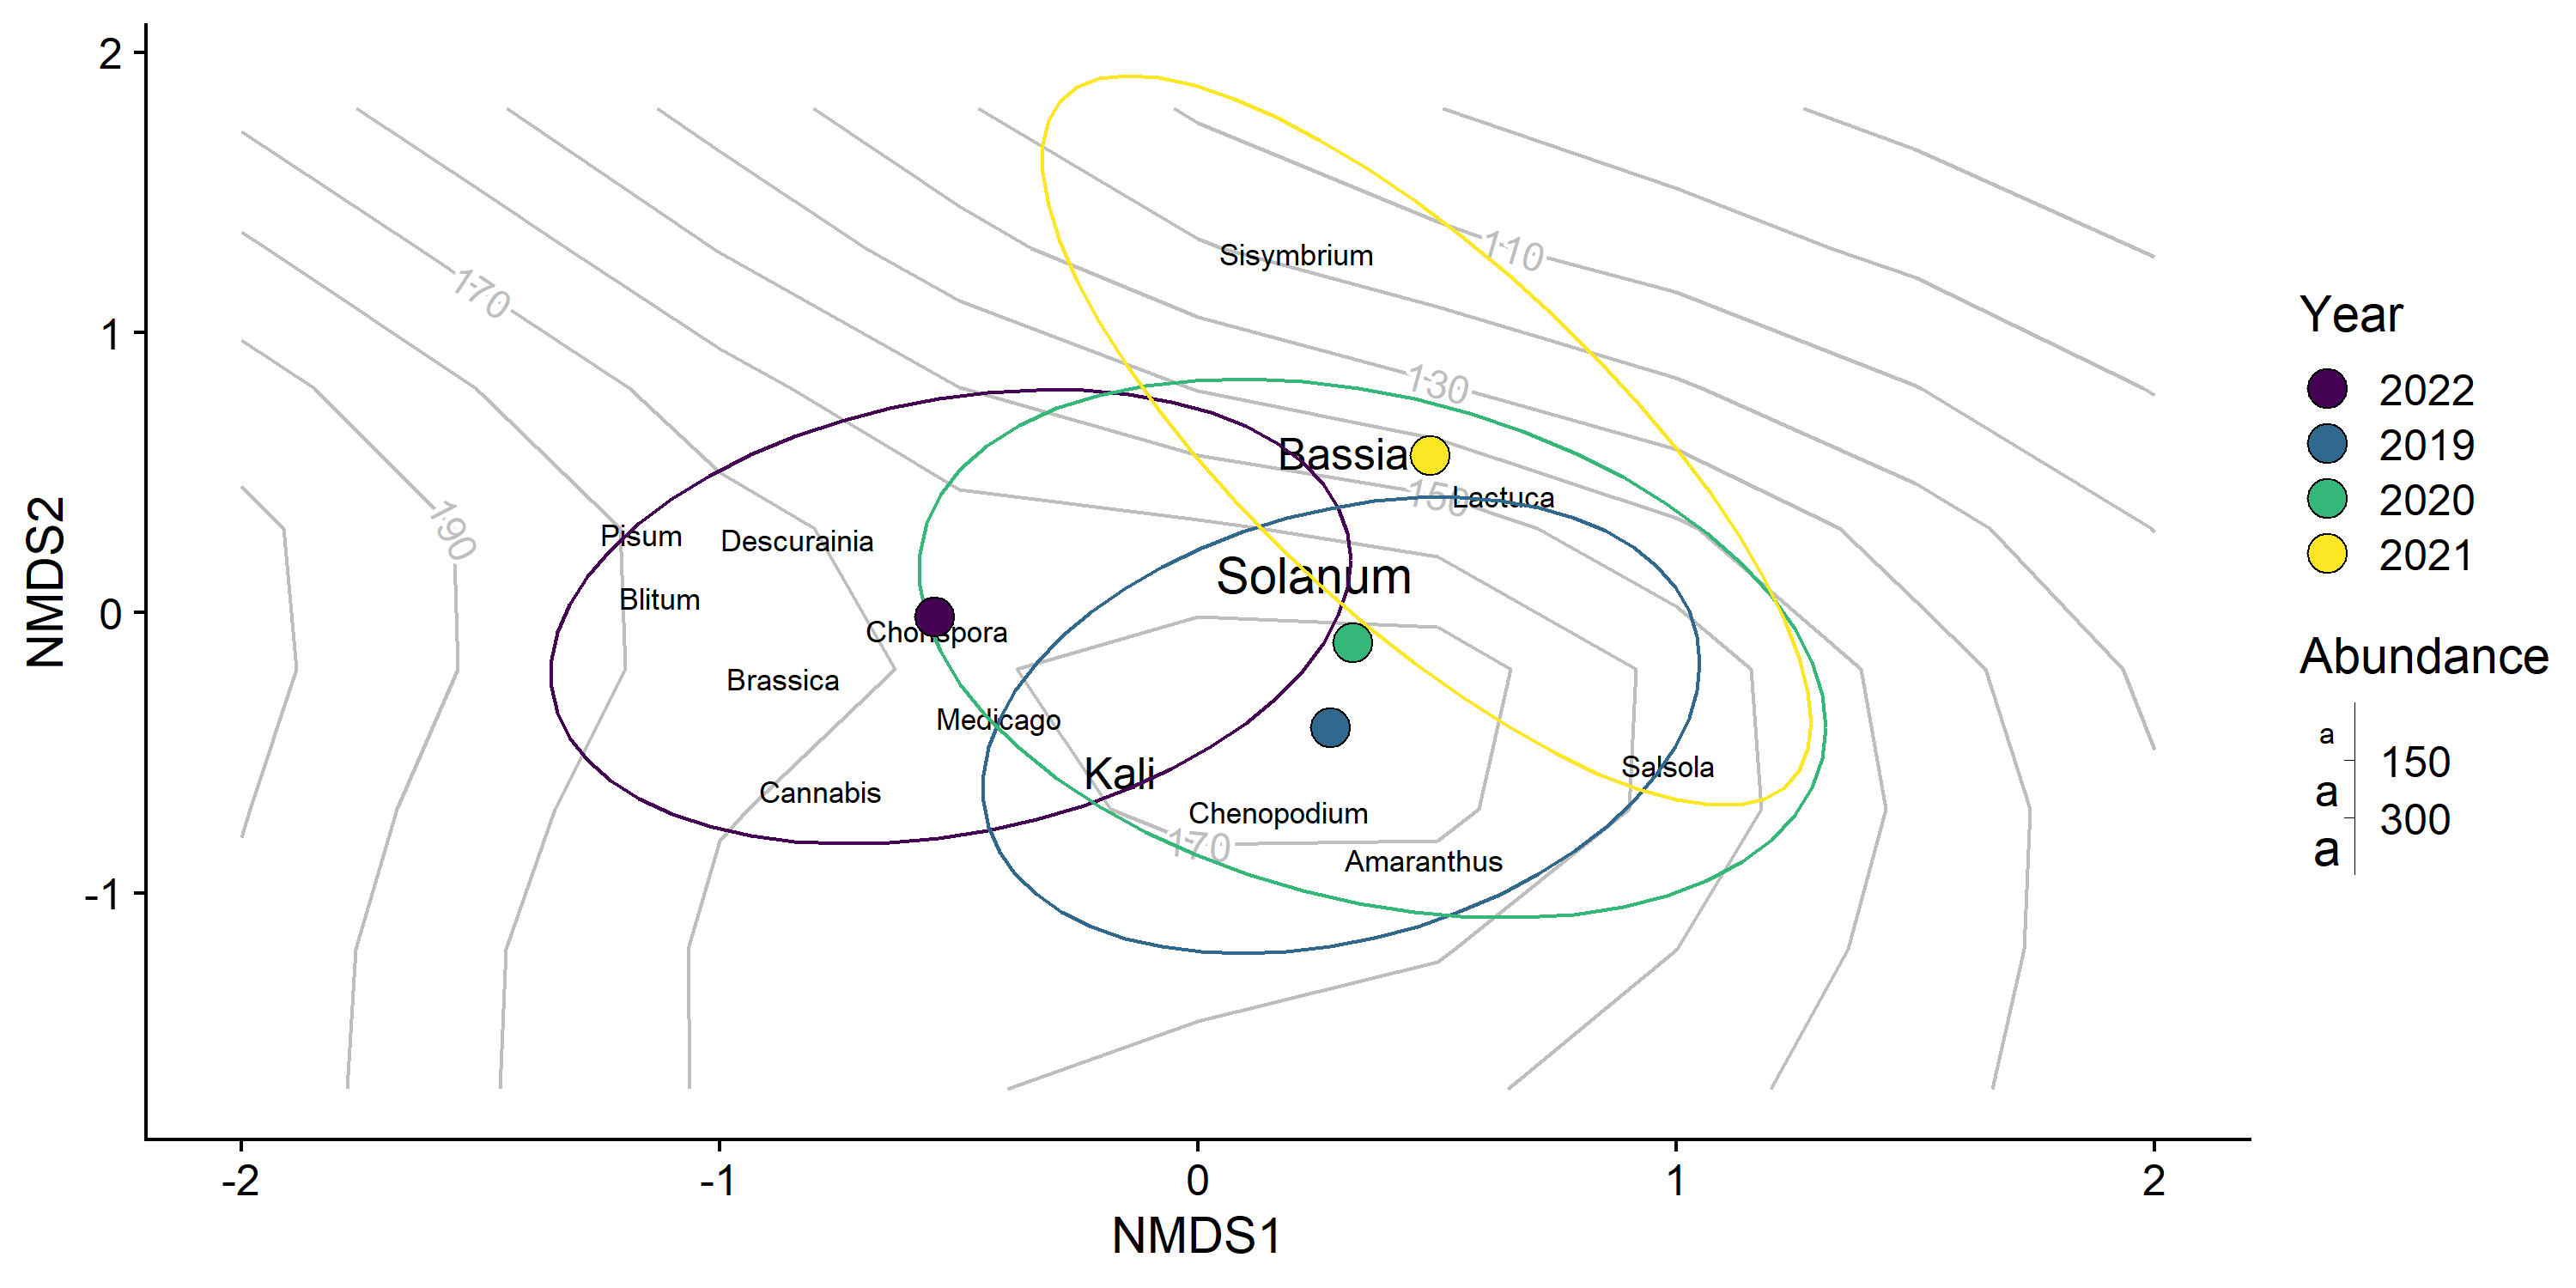 2
1
0
-1
NMDS2
-2
-1
0
1
2
NMDS1
170
190
110
130
150
170
Sisymbrium
Bassia
Lactuca
Pisum
Descurainia
Solanum
Blitum
Chorispora
Brassica
Medicago
Kali
Salsola
Cannabis
Chenopodium
Amaranthus
Year
2022
2019
2020
2021
Abundance
a
150
a
300
a